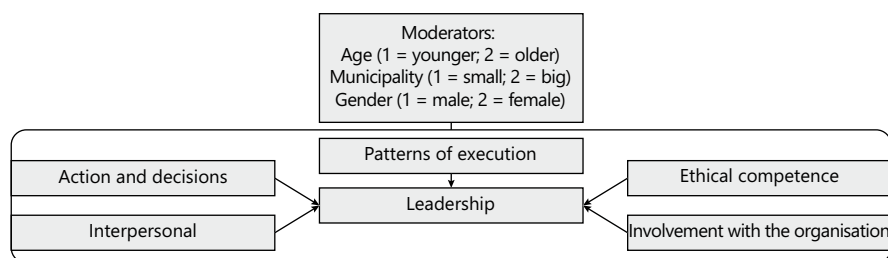 Moderators:
Age (1 = younger; 2 = older)
Municipality (1 = small; 2 = big)
Gender (1 = male; 2 = female)
Patterns of execution
Action and decisions
Ethical competence
Leadership
Interpersonal
Involvement with the organisation